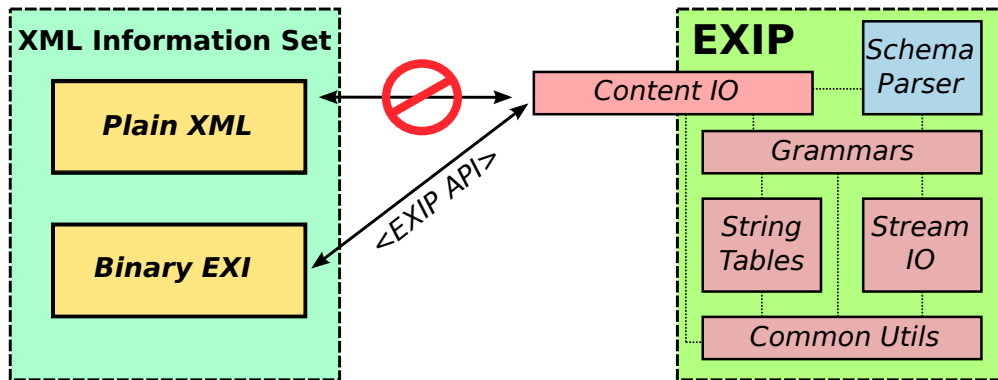 XML Information Set
Plain XML
Binary EXI
<EXIP API>
EXIP
Content IO
Schema
Parser
Grammars
String
Tables
Stream
IO
Common Utils